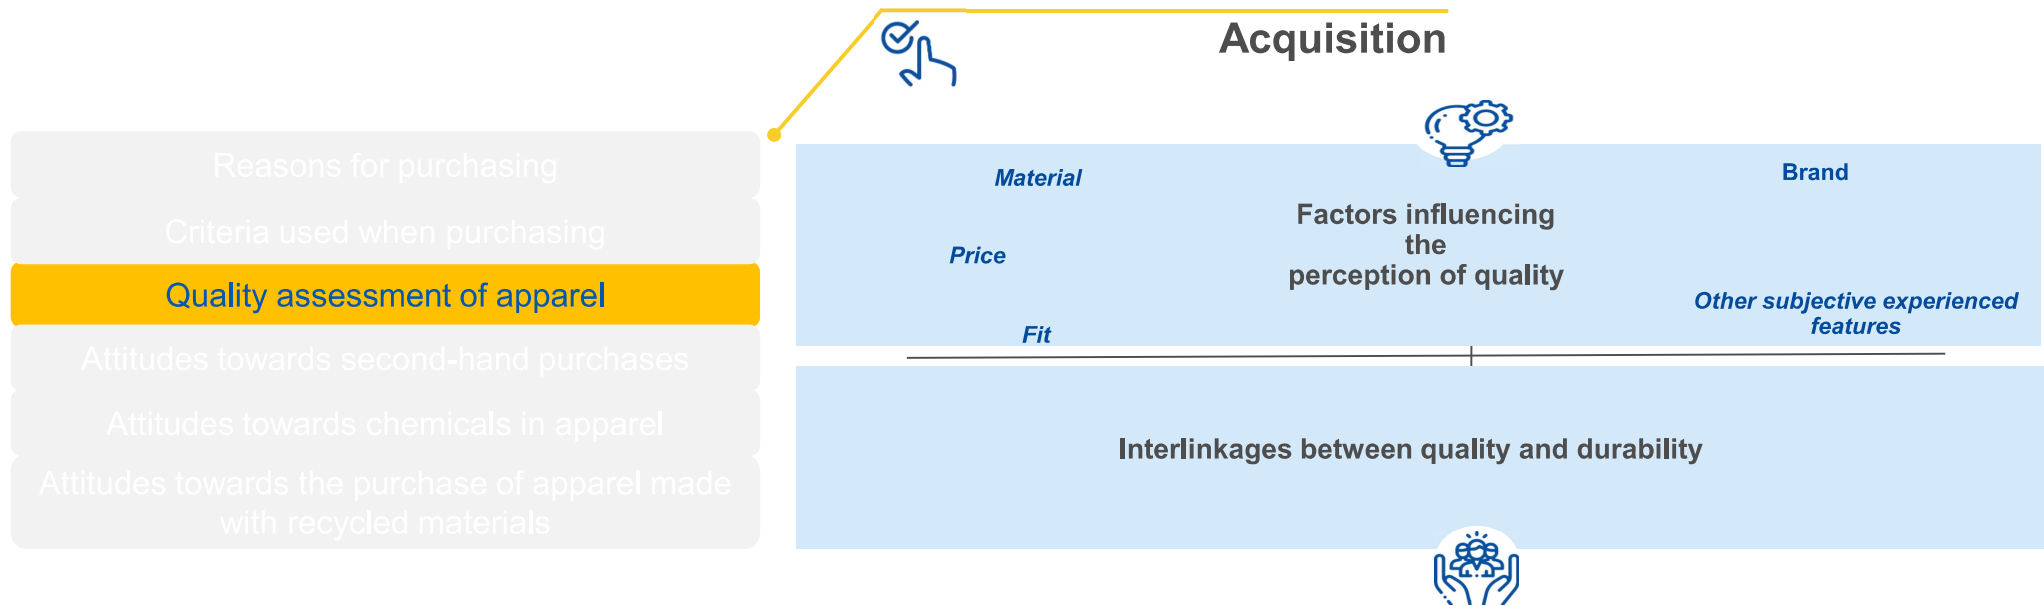 Acquisition
Reasons for purchasing
Criteria used when purchasing
Quality assessment of apparel
Attitudes towards second-hand purchases
Attitudes towards chemicals in apparel
Attitudes towards the purchase of apparel made
with recycled materials
Material
Price
Fit
Factors influencing
the
perception of quality
Brand
Other subjective experienced
features
Interlinkages between quality and durability